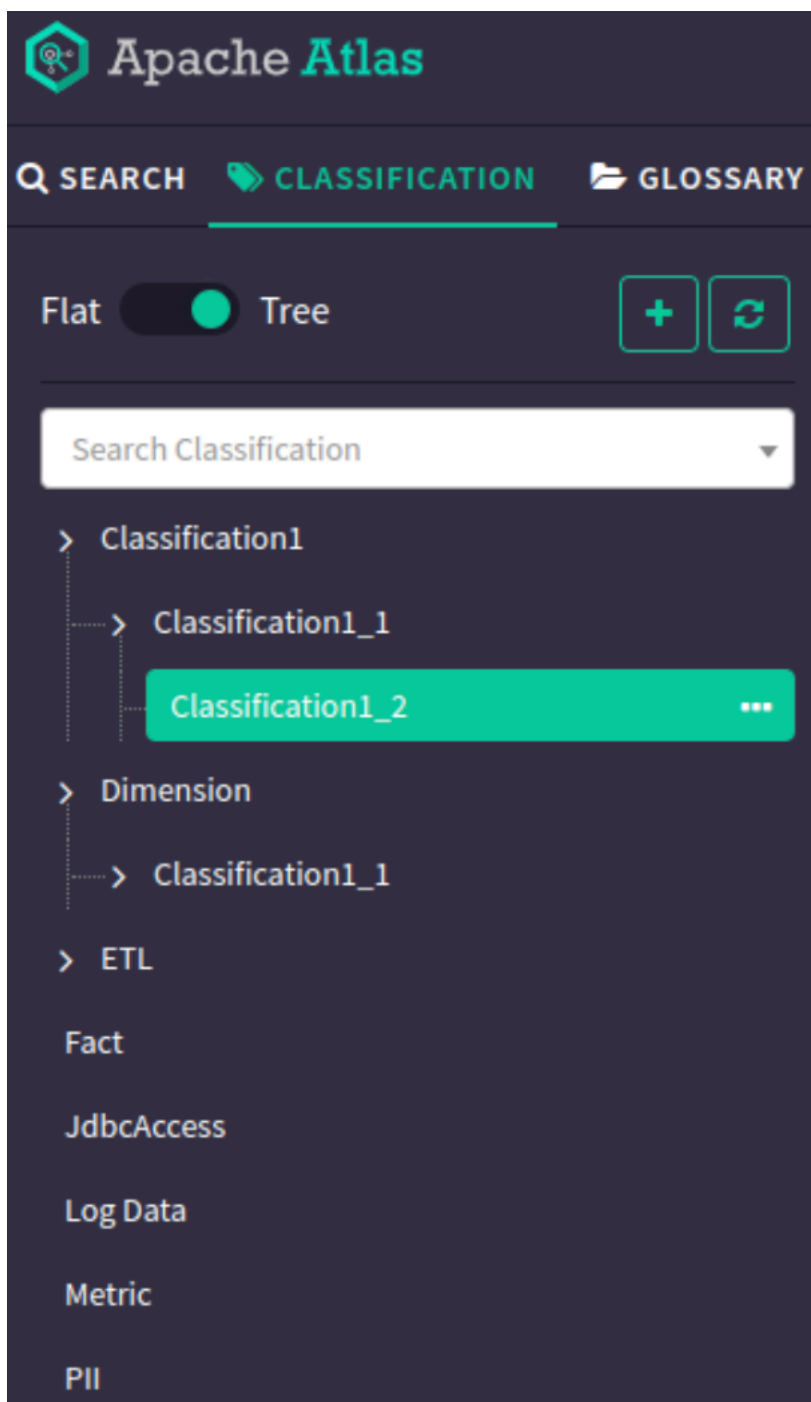 Apache Atlas
SEARCH CLASSIFICATION GLOSSARY
Flat Tree
Search Classification
Classification1
Classification1_1
Classification1_2
Dimension
Classification1_1
ETL
Fact
JdbcAccess
Log Data
Metric
PII